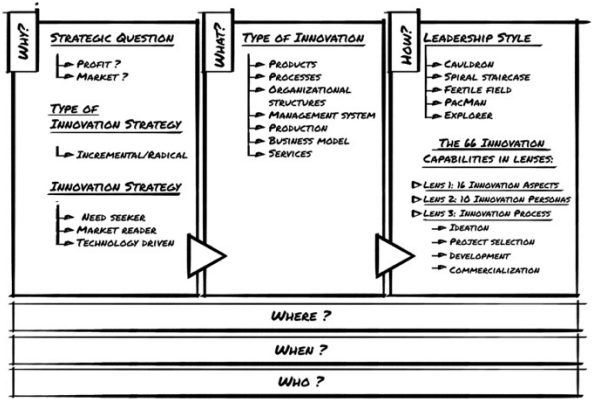 Why?
Strategic Question
Profit ?
Market ?
Type of
Innovation Strategy
Incremental/Radical
Innovation Strategy
Need seeker
Market reader
Technology driven
What?
Type of Innovation
Products
Processes
Organizational
structures
Management system
Production
Business model
Services
How?
Leadership Style
Cauldron
Spiral staircase
Fertile field
PacMan
Explorer
The 66 Innovation
Capabilities in lenses:
Lens 1: 16 Innovation Aspects
Lens 2: 10 Innovation Personas
Lens 3: Innovation Process
Ideation
Project selection
Development
Commercialization
Where ?
When ?
Who ?